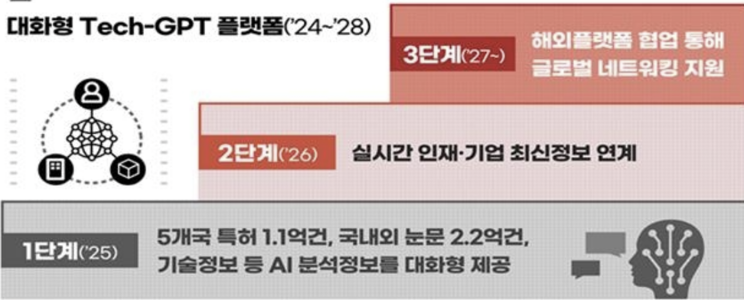 대화형 Tech-GPT 플랫폼('24~'28)
3단계('27~)
해외플랫폼 협업 통해
글로벌 네트워킹 지원
2단계('26)
실시간 인재·기업 최신정보 연계
1단계('25)
5개국 특허 1.1억건, 국내외 눈문 2.2억건,
기술정보 등 AI 분석정보를 대화형 제공